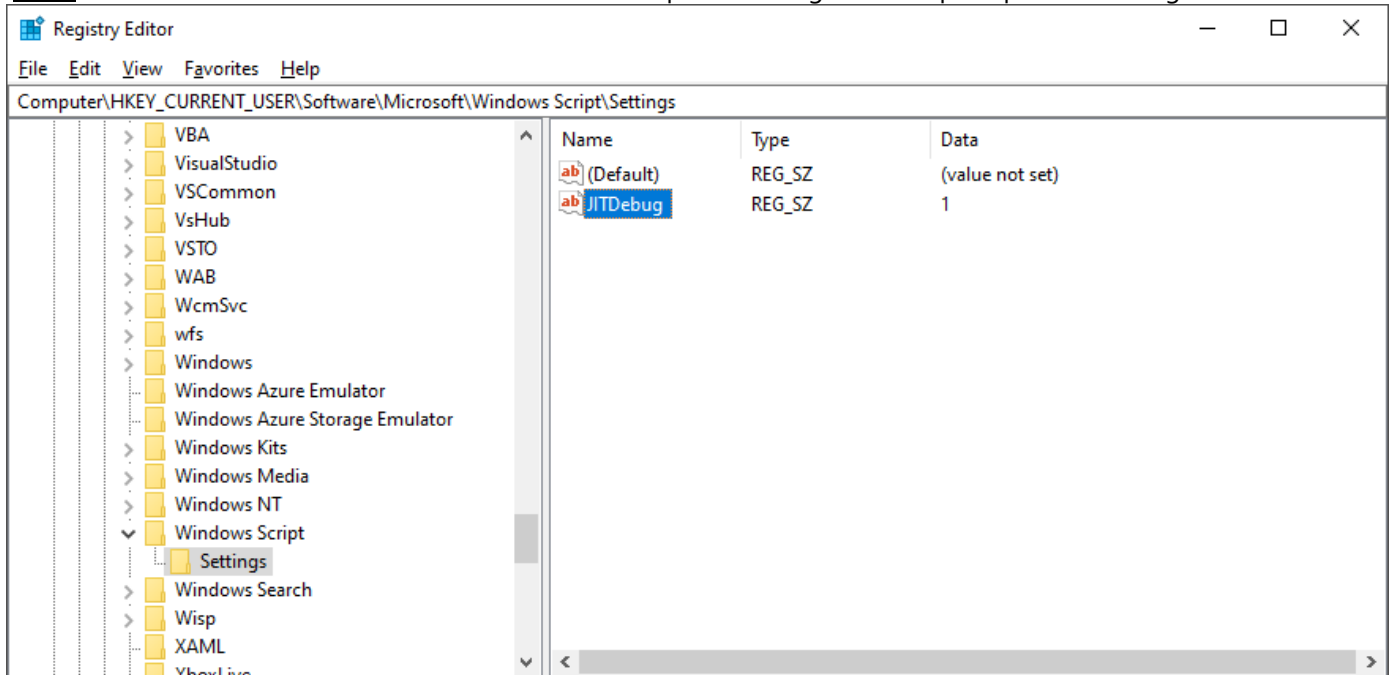 Registry Editor
File Edit View Favorites Help
Computer\HKEY_CURRENT_USER\Software\Microsoft\Windows Script\Settings
VBA
VisualStudio
VSCommon
VsHub
VSTO
WAB
WcmSvc
wfs
Windows
Windows Azure Emulator
Windows Azure Storage Emulator
Windows Kits
Windows Media
Windows NT
Windows Script
Settings
Windows Search
Wisp
XAML
Name Type Data
(Default) REG_SZ (value not set)
JITDebug REG_SZ 1